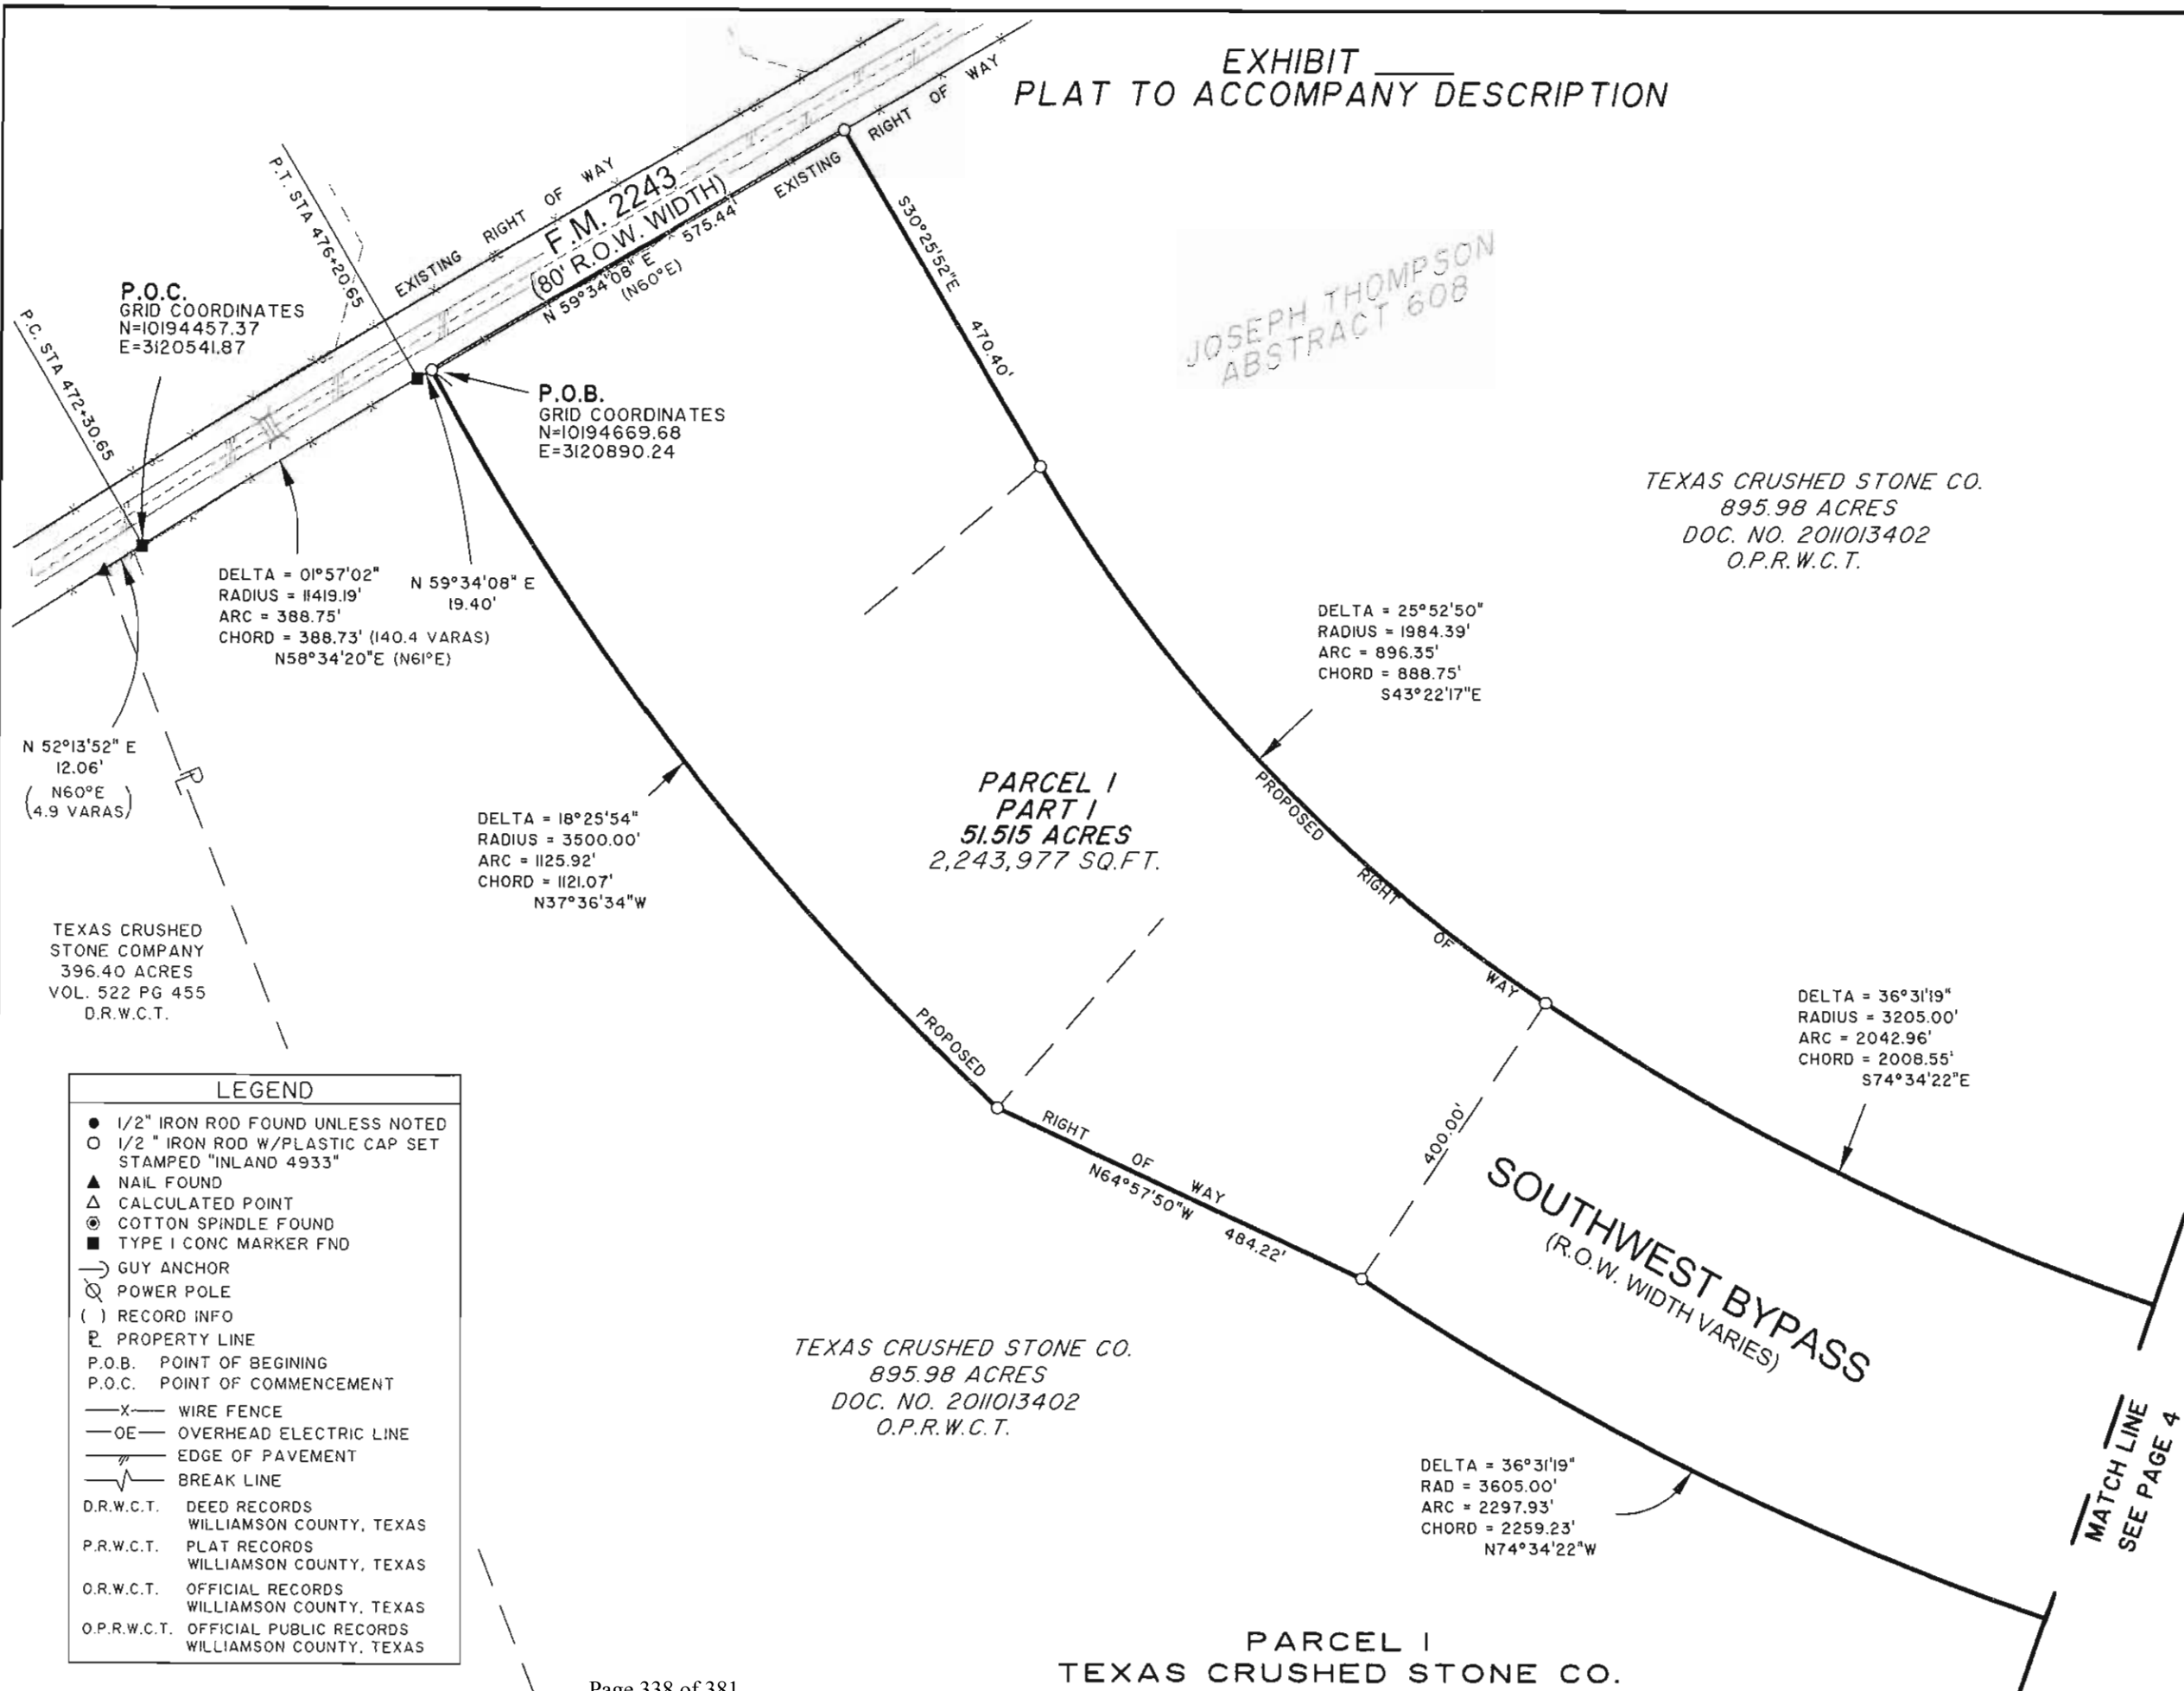 EXHIBIT ____
PLAT TO ACCOMPANY DESCRIPTION
EXISTING RIGHT OF WAY
F.M. 2243
(80' R.O.W. WIDTH)
N 59°34'08" E 575.44'
(N60°E)
EXISTING RIGHT OF WAY
P.T. STA 476+20.65
P.C. STA 472+30.65
P.O.C.
GRID COORDINATES
N=10194457.37
E=3120541.87
P.O.B.
GRID COORDINATES
N=10194669.68
E=3120890.24
S30°25'52"E 470.40'
JOSEPH THOMPSON
ABSTRACT 608
TEXAS CRUSHED STONE CO.
895.98 ACRES
DOC. NO. 2011013402
O.P.R.W.C.T.
DELTA = 01°57'02"
RADIUS = 11419.19'
ARC = 388.75'
CHORD = 388.73' (140.4 VARAS)
N58°34'20"E (N61°E)
N 59°34'08" E
19.40'
DELTA = 25°52'50"
RADIUS = 1984.39'
ARC = 896.35'
CHORD = 888.75'
S43°22'17"E
N 52°13'52" E
12.06'
(N60°E
4.9 VARAS)
P
DELTA = 18°25'54"
RADIUS = 3500.00'
ARC = 1125.92'
CHORD = 1121.07'
N37°36'34"W
PARCEL 1
PART 1
51.515 ACRES
2,243,977 SQ.FT.
PROPOSED RIGHT OF WAY
TEXAS CRUSHED
STONE COMPANY
396.40 ACRES
VOL. 522 PG 455
D.R.W.C.T.
DELTA = 36°31'19"
RADIUS = 3205.00'
ARC = 2042.96'
CHORD = 2008.55'
S74°34'22"E
PROPOSED RIGHT OF WAY
N64°57'50"W 484.22'
400.00'
SOUTHWEST BYPASS
(R.O.W. WIDTH VARIES)
LEGEND
1/2" IRON ROD FOUND UNLESS NOTED
1/2 " IRON ROD W/PLASTIC CAP SET
STAMPED "INLAND 4933"
NAIL FOUND
CALCULATED POINT
COTTON SPINDLE FOUND
TYPE I CONC MARKER FND
GUY ANCHOR
POWER POLE
( ) RECORD INFO
P PROPERTY LINE
P.O.B. POINT OF BEGINING
P.O.C. POINT OF COMMENCEMENT
X WIRE FENCE
OE OVERHEAD ELECTRIC LINE
EDGE OF PAVEMENT
BREAK LINE
D.R.W.C.T. DEED RECORDS
WILLIAMSON COUNTY, TEXAS
P.R.W.C.T. PLAT RECORDS
WILLIAMSON COUNTY, TEXAS
O.R.W.C.T. OFFICIAL RECORDS
WILLIAMSON COUNTY, TEXAS
O.P.R.W.C.T. OFFICIAL PUBLIC RECORDS
WILLIAMSON COUNTY, TEXAS
TEXAS CRUSHED STONE CO.
895.98 ACRES
DOC. NO. 2011013402
O.P.R.W.C.T.
DELTA = 36°31'19"
RAD = 3605.00'
ARC = 2297.93'
CHORD = 2259.23'
N74°34'22"W
MATCH LINE
SEE PAGE 4
PARCEL 1
TEXAS CRUSHED STONE CO.
Page 338 of 381